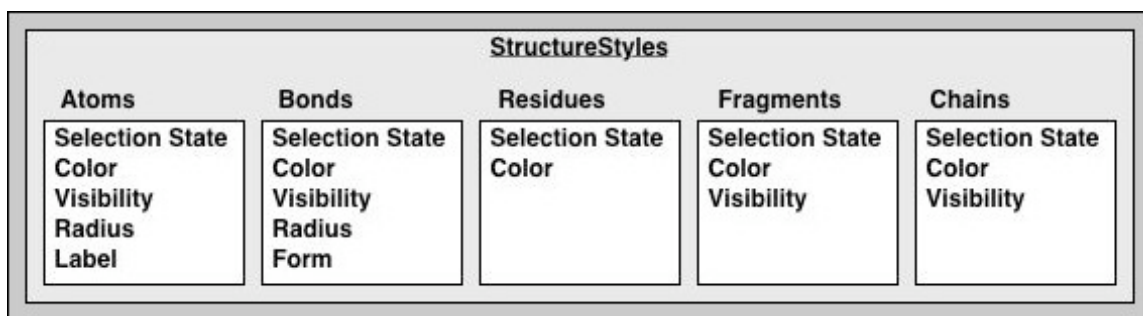 StructureStyles
Atoms
Selection State
Color
Visibility
Radius
Label
Bonds
Selection State
Color
Visibility
Radius
Form
Residues
Selection State
Color
Fragments
Selection State
Color
Visibility
Chains
Selection State
Color
Visibility